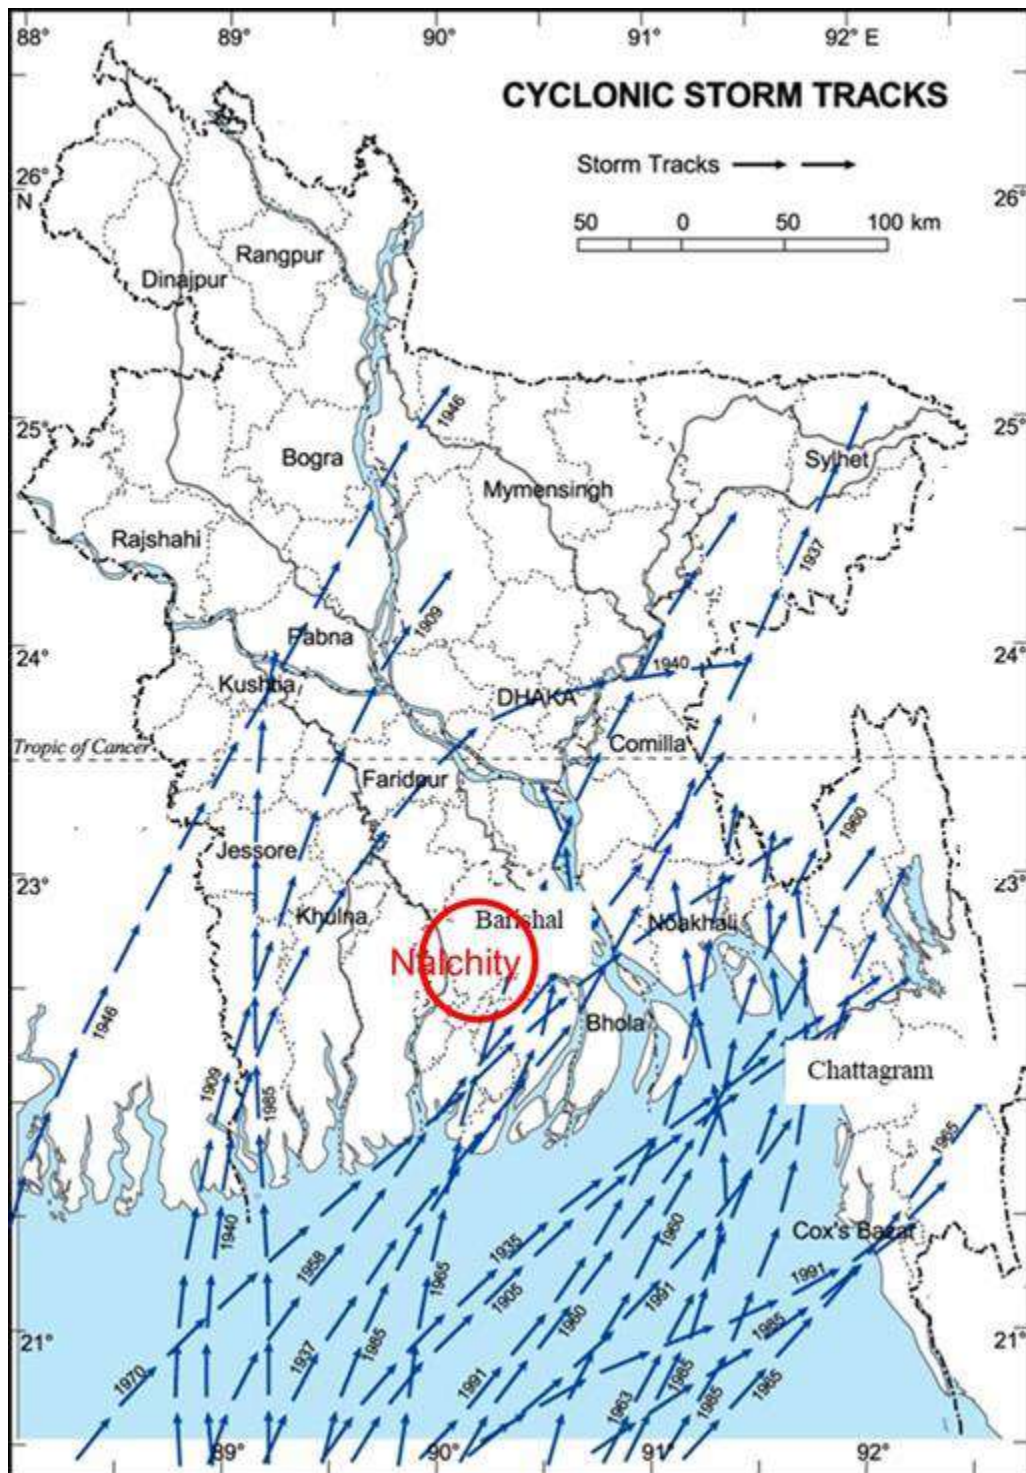 88°
89°
90°
91°
92° E
CYCLONIC STORM TRACKS
Storm Tracks
50 0 50 100 km
26°
N
26°
Rangpur
Dinajpur
1946
25°
25°
Bogra
Sylhet
Mymensingh
Rajshahi
1937
1909
Pabna
24°
24°
1940
Kushtia
DHAKA
Tropic of Cancer
Comilla
Faridpur
1960
Jessore
23°
23°
Khulna
Barishal
Noakhali
Nalchity
1946
Bhola
Chattagram
1909
1985
1965
1940
1958
1935
1960
Cox's Bazar
1965
1905
1991
1991
21°
21°
1937
1985
1960
1985
1970
1991
1963
1965
1985
1965
89°
90°
91°
92°